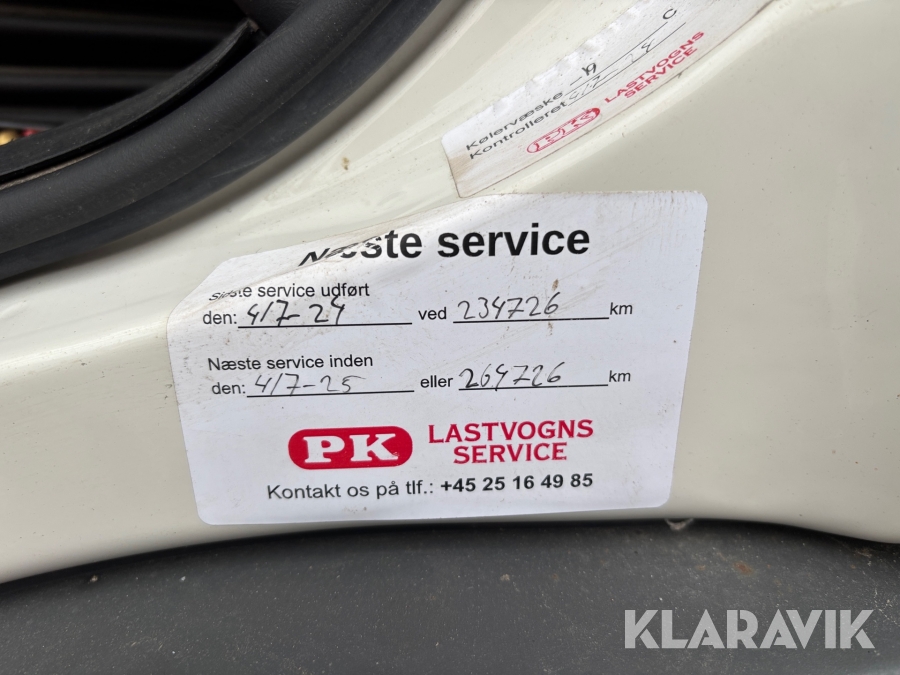 Kølervæske C
Kontrolleret
PK LASTVOGNS
SERVICE
Næste service
Sidste service udført
den: 4/7-24 ved 234726 km
Næste service inden
den: 4/7-25 eller 264726 km
PK LASTVOGNS
SERVICE
Kontakt os på tlf.: +45 25 16 49 85
KLARAVIK